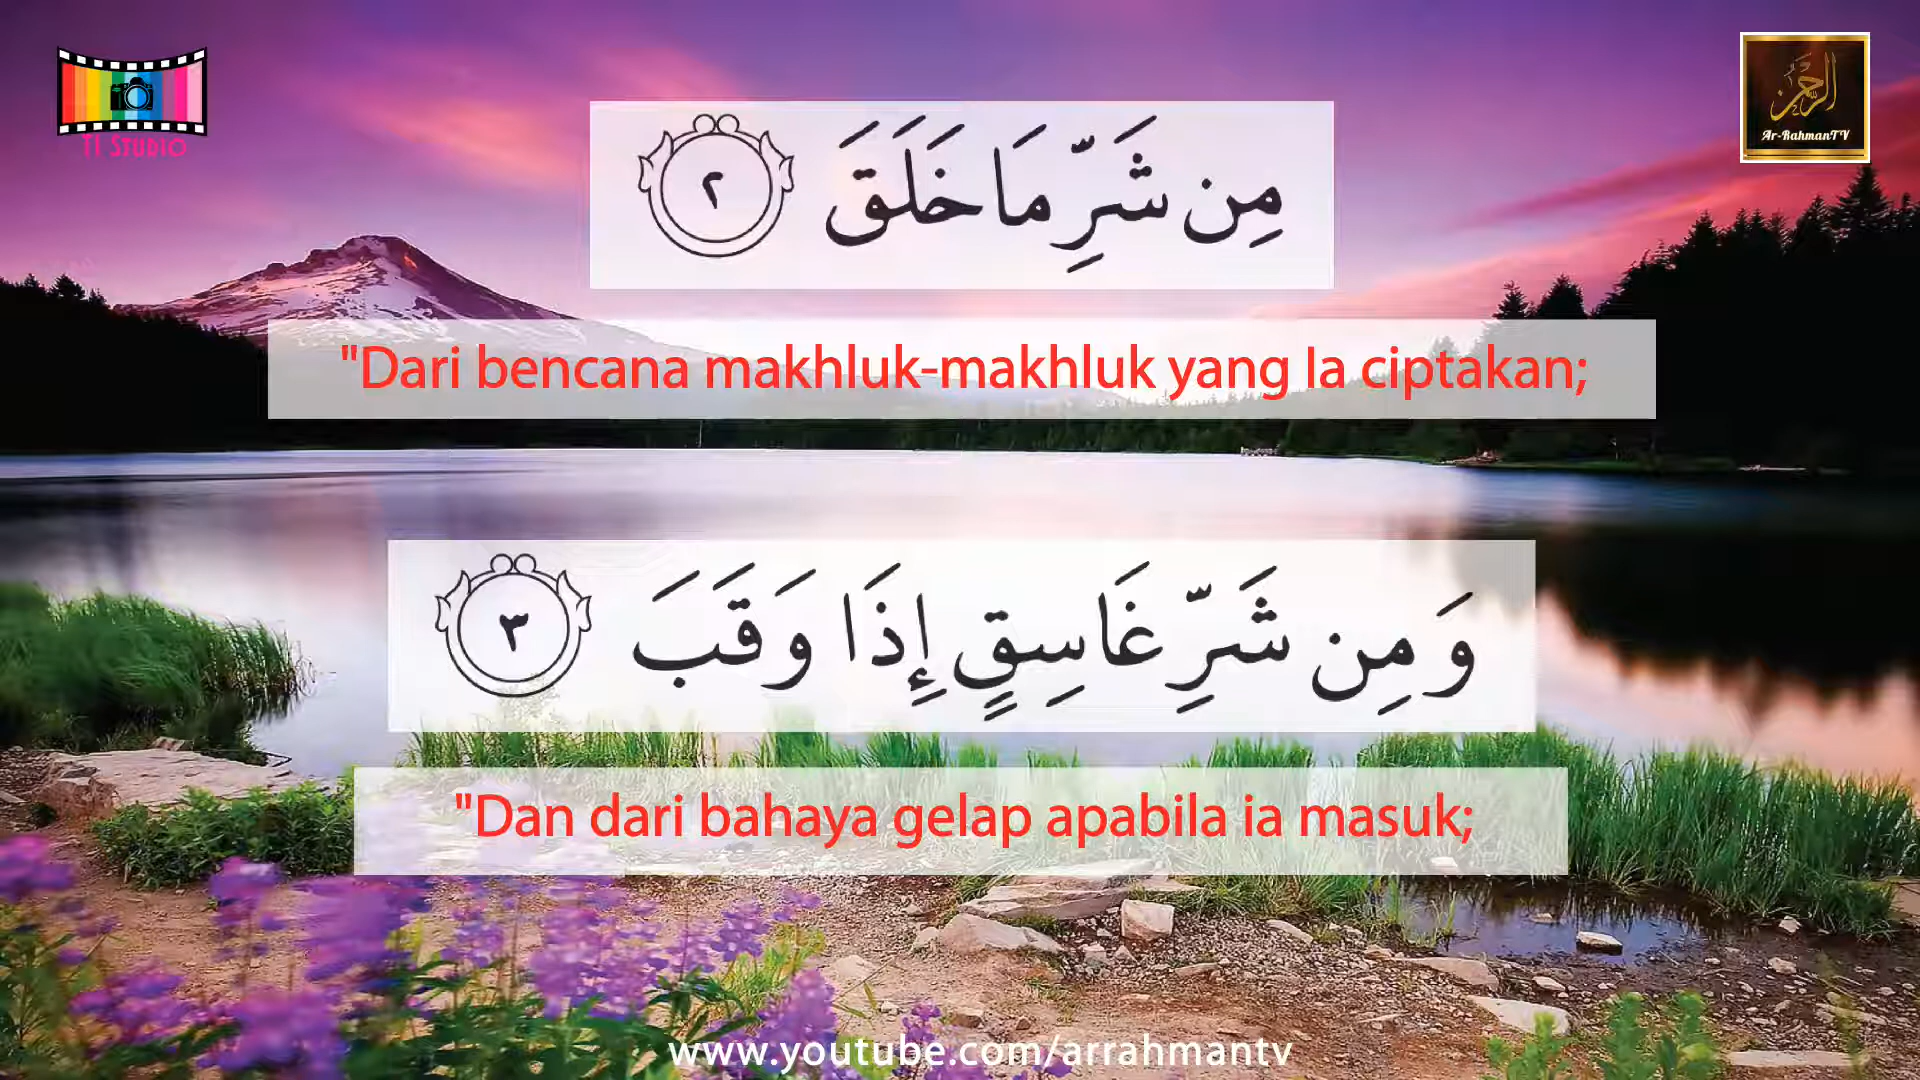 TI STUDIO
الرحمن
Ar-RahmanTV
مِن شَرِّ مَا خَلَقَ ٢
"Dari bencana makhluk-makhluk yang Ia ciptakan;
وَمِن شَرِّ غَاسِقٍ إِذَا وَقَبَ ٣
"Dan dari bahaya gelap apabila ia masuk;
www.youtube.com/arrahmantv